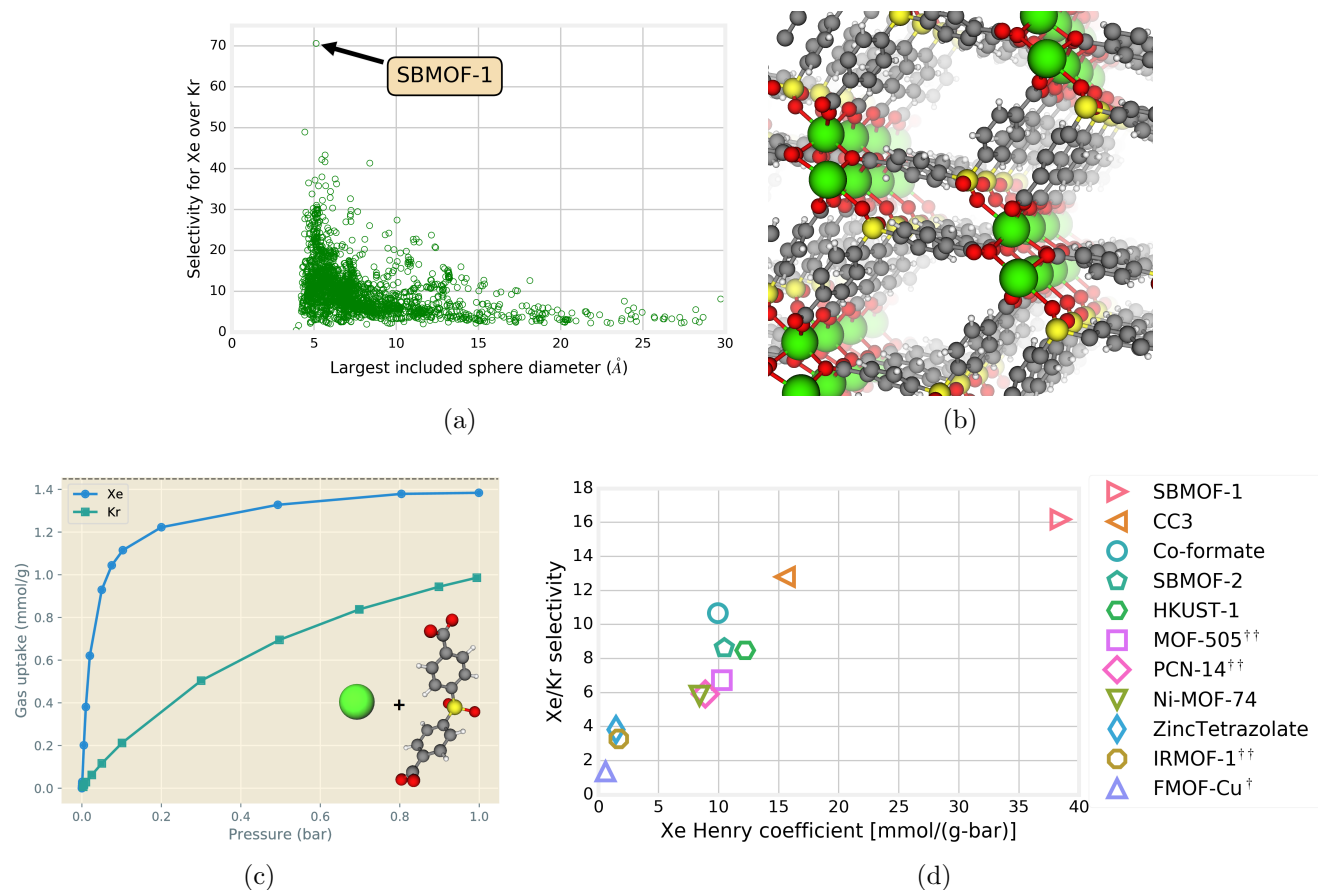 70
60
50
40
30
20
10
0
Selectivity for Xe over Kr
SBMOF-1
0 5 10 15 20 25 30
Largest included sphere diameter (Å)
(a)
(b)
1.4
1.2
1.0
0.8
0.6
0.4
0.2
0.0
Gas uptake (mmol/g)
Xe
Kr
+
0.0 0.2 0.4 0.6 0.8 1.0
Pressure (bar)
(c)
18
16
14
12
10
8
6
4
2
0
Xe/Kr selectivity
0 5 10 15 20 25 30 35 40
Xe Henry coefficient [mmol/(g-bar)]
SBMOF-1
CC3
Co-formate
SBMOF-2
HKUST-1
MOF-505††
PCN-14††
Ni-MOF-74
ZincTetrazolate
IRMOF-1††
FMOF-Cu†
(d)